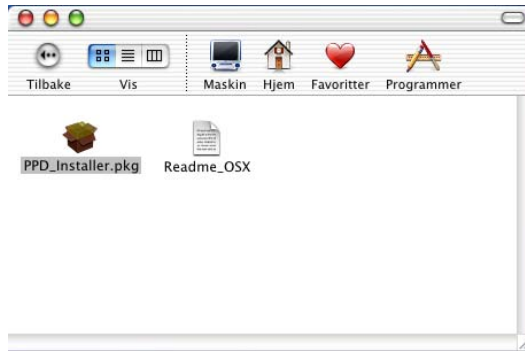 Tilbake Vis Maskin Hjem Favoritter Programmer
PPD_Installer.pkg Readme_OSX